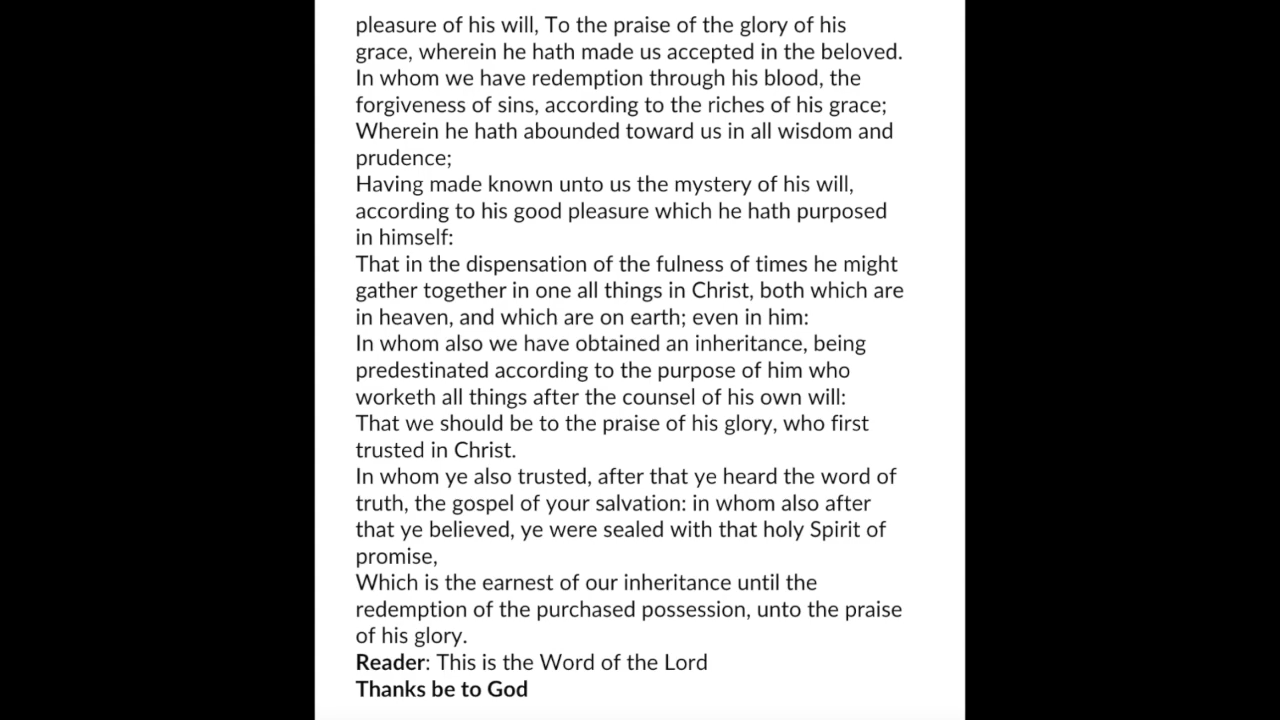 pleasure of his will, To the praise of the glory of his
grace, wherein he hath made us accepted in the beloved.
In whom we have redemption through his blood, the
forgiveness of sins, according to the riches of his grace;
Wherein he hath abounded toward us in all wisdom and
prudence;
Having made known unto us the mystery of his will,
according to his good pleasure which he hath purposed
in himself:
That in the dispensation of the fulness of times he might
gather together in one all things in Christ, both which are
in heaven, and which are on earth; even in him:
In whom also we have obtained an inheritance, being
predestinated according to the purpose of him who
worketh all things after the counsel of his own will:
That we should be to the praise of his glory, who first
trusted in Christ.
In whom ye also trusted, after that ye heard the word of
truth, the gospel of your salvation: in whom also after
that ye believed, ye were sealed with that holy Spirit of
promise,
Which is the earnest of our inheritance until the
redemption of the purchased possession, unto the praise
of his glory.
Reader: This is the Word of the Lord
Thanks be to God